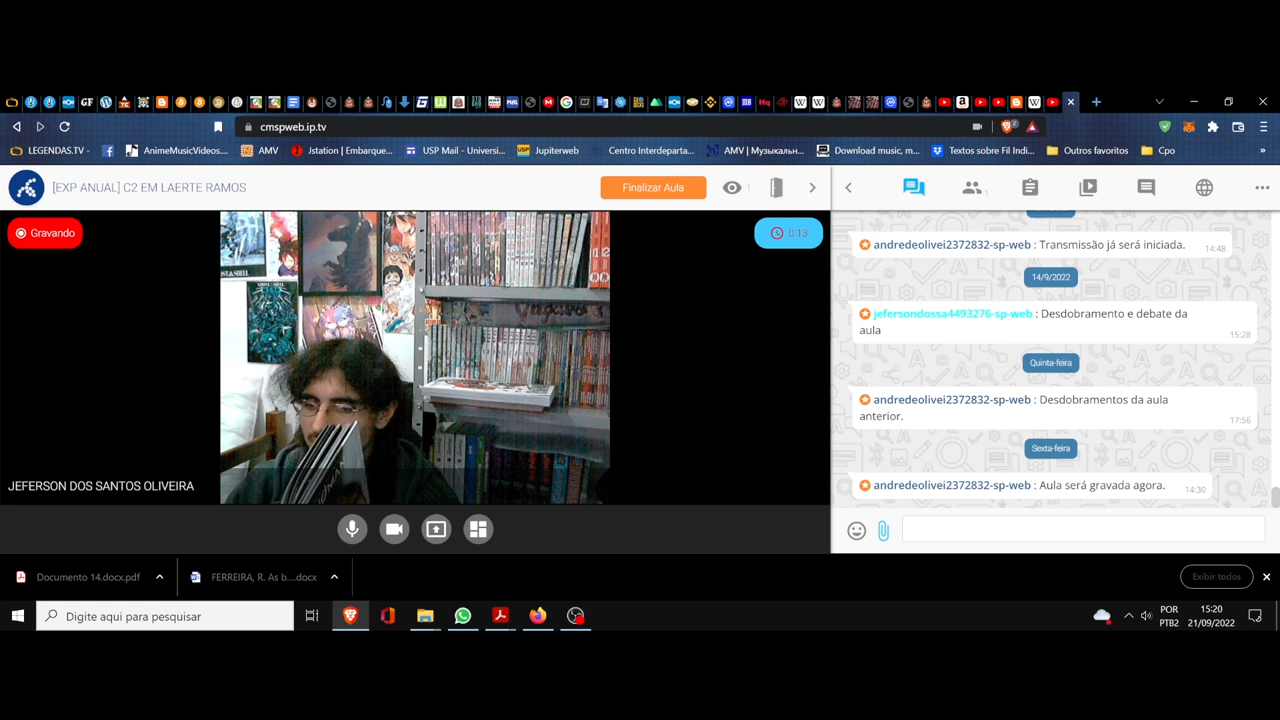 cmspweb.ip.tv
LEGENDAS.TV -
AnimeMusicVideos....
AMV
Jstation | Embarque...
USP Mail - Universi...
Jupiterweb
Centro Interdeparta...
AMV | Музыкальн...
Download music, m...
Textos sobre Fil Indi...
Outros favoritos
Cpo
[EXP ANUAL] C2 EM LAERTE RAMOS
Finalizar Aula
1
1
Gravando
0:13
andredeolivei2372832-sp-web : Transmissão já será iniciada.
14:48
14/9/2022
jefersondossa4493276-sp-web : Desdobramento e debate da
aula
15:28
Quinta-feira
andredeolivei2372832-sp-web : Desdobramentos da aula
anterior.
17:56
Sexta-feira
andredeolivei2372832-sp-web : Aula será gravada agora.
14:30
JEFERSON DOS SANTOS OLIVEIRA
Documento 14.docx.pdf
FERREIRA, R. As b....docx
Exibir todos
Digite aqui para pesquisar
POR
PTB2
15:20
21/09/2022